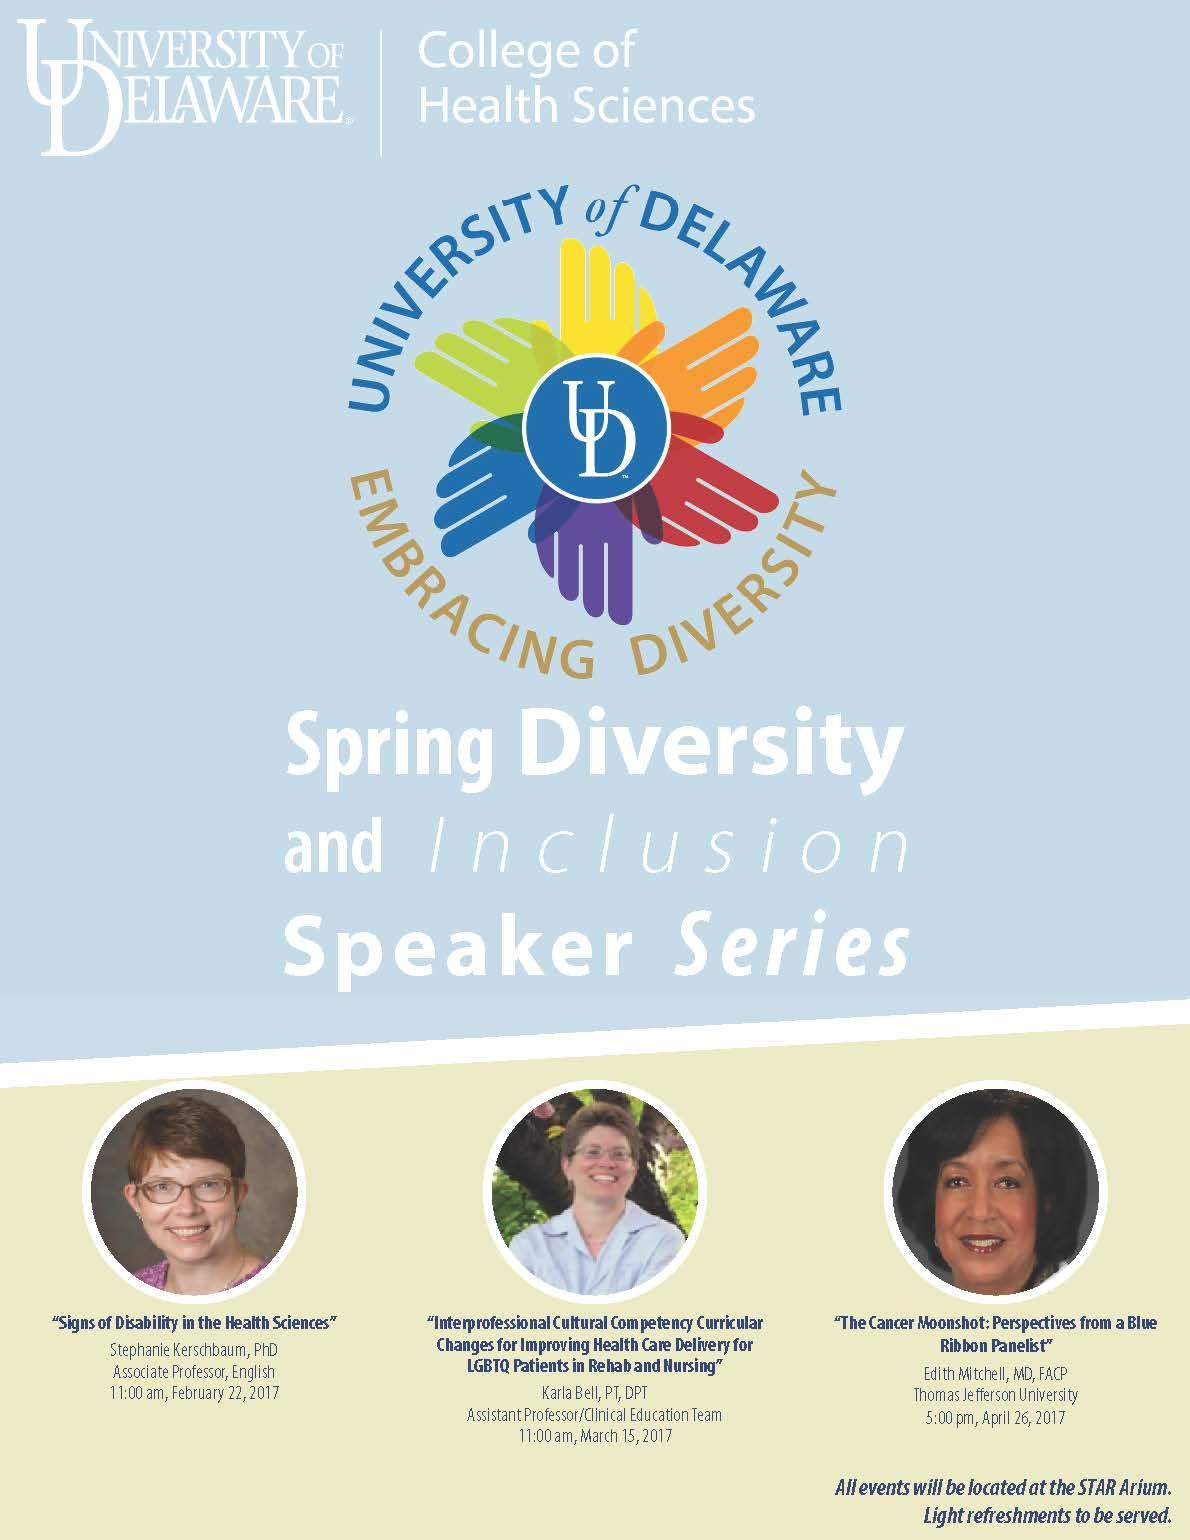 UNIVERSITY OF
DELAWARE®
College of
Health Sciences
UNIVERSITY of DELAWARE
UD™
EMBRACING DIVERSITY
Spring Diversity
and Inclusion
Speaker Series
“Signs of Disability in the Health Sciences”
Stephanie Kerschbaum, PhD
Associate Professor, English
11:00 am, February 22, 2017
“Interprofessional Cultural Competency Curricular
Changes for Improving Health Care Delivery for
LGBTQ Patients in Rehab and Nursing”
Karla Bell, PT, DPT
Assistant Professor/Clinical Education Team
11:00 am, March 15, 2017
“The Cancer Moonshot: Perspectives from a Blue
Ribbon Panelist”
Edith Mitchell, MD, FACP
Thomas Jefferson University
5:00 pm, April 26, 2017
All events will be located at the STAR Arium.
Light refreshments to be served.